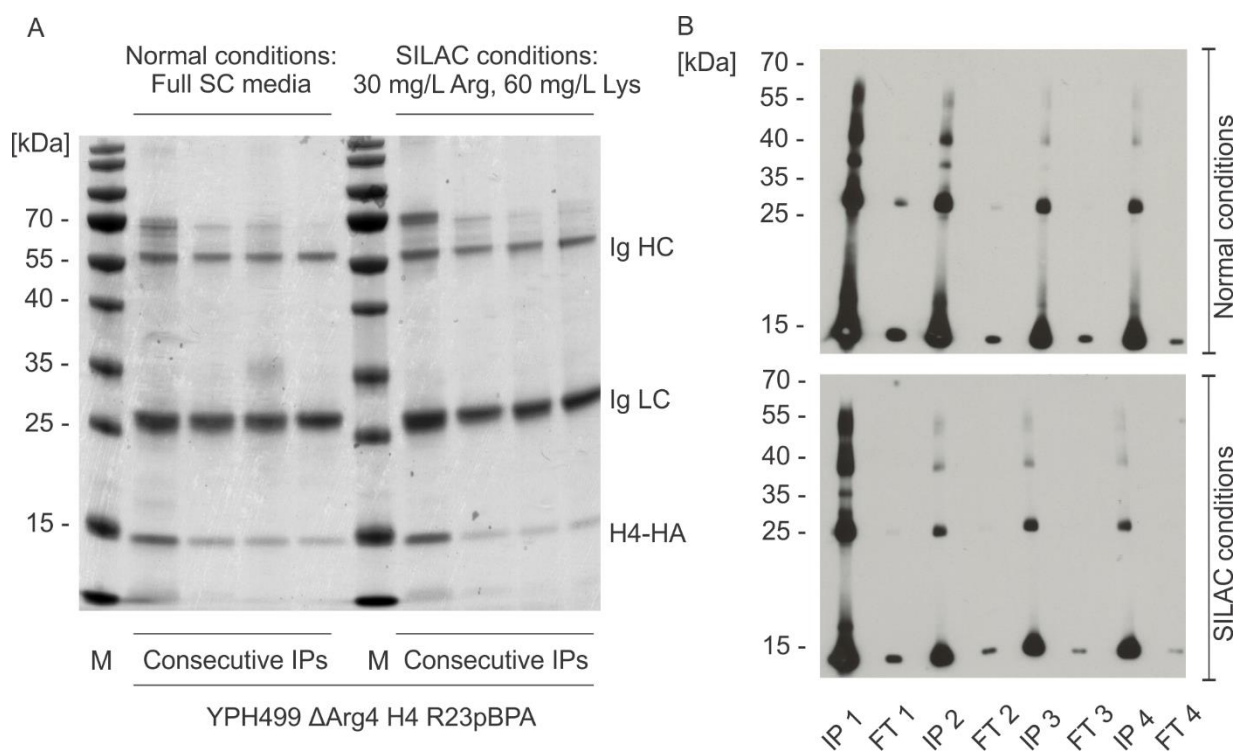 A
Normal conditions:
Full SC media
SILAC conditions:
30 mg/L Arg, 60 mg/L Lys
[kDa]
70 -
55 -
40 -
35 -
25 -
15 -
Ig HC
Ig LC
H4-HA
M
Consecutive IPs
M
Consecutive IPs
YPH499 ΔArg4 H4 R23pBPA
B
[kDa]
70 -
55 -
40 -
35 -
25 -
15 -
Normal conditions
70 -
55 -
40 -
35 -
25 -
15 -
SILAC conditions
IP 1
FT 1
IP 2
FT 2
IP 3
FT 3
IP 4
FT 4